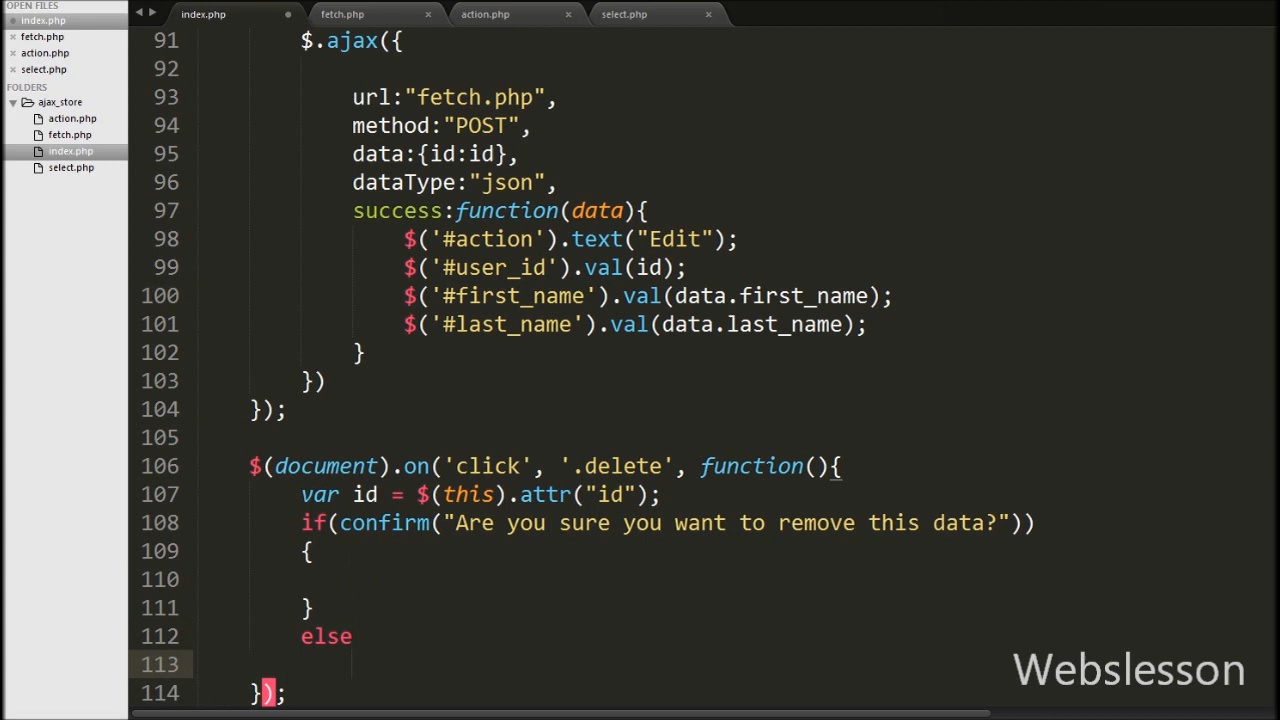 OPEN FILES
index.php
fetch.php
action.php
select.php
FOLDERS
ajax_store
action.php
fetch.php
index.php
select.php
index.php fetch.php action.php select.php
91 $.ajax({
92
93 url:"fetch.php",
94 method:"POST",
95 data:{id:id},
96 dataType:"json",
97 success:function(data){
98 $('#action').text("Edit");
99 $('#user_id').val(id);
100 $('#first_name').val(data.first_name);
101 $('#last_name').val(data.last_name);
102 }
103 })
104 });
105
106 $(document).on('click', '.delete', function(){
107 var id = $(this).attr("id");
108 if(confirm("Are you sure you want to remove this data?"))
109 {
110
111 }
112 else
113
114 });
Webslesson